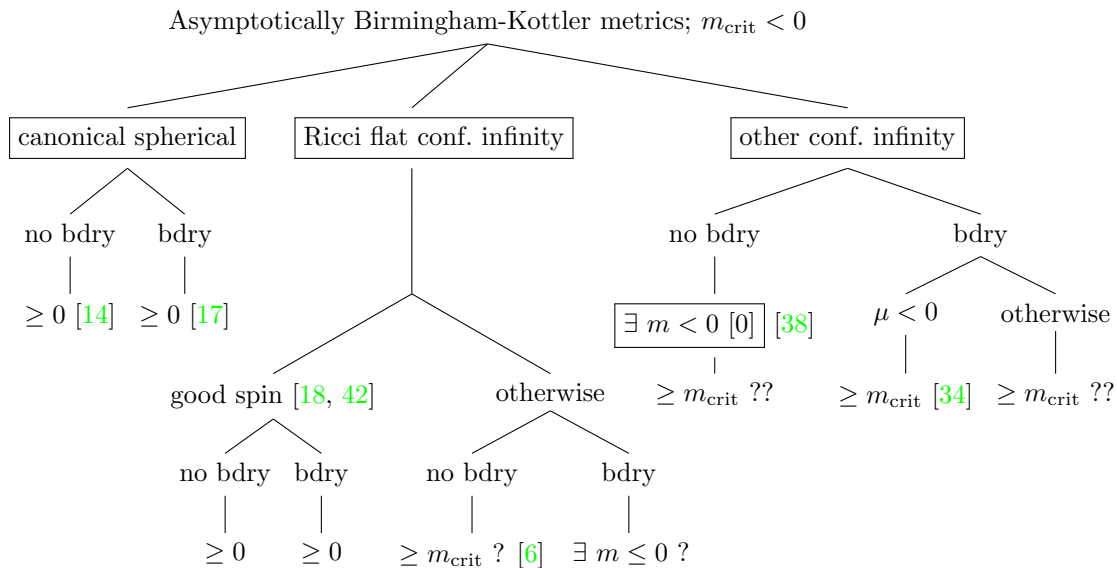 Asymptotically Birmingham-Kottler metrics; m_crit < 0
canonical spherical Ricci flat conf. infinity other conf. infinity
no bdry bdry no bdry bdry
≥ 0 [14] ≥ 0 [17] ∃ m < 0 [0] [38] μ < 0 otherwise
good spin [18, 42] otherwise ≥ m_crit ?? ≥ m_crit [34] ≥ m_crit ??
no bdry bdry no bdry bdry
≥ 0 ≥ 0 ≥ m_crit ? [6] ∃ m ≤ 0 ?